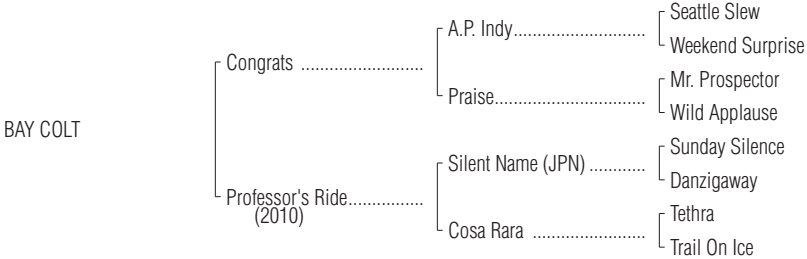 Seattle Slew
A.P. Indy..............................
Weekend Surprise
Congrats ...........................
Mr. Prospector
Praise..................................
Wild Applause
BAY COLT
Sunday Silence
Silent Name (JPN) .............
Danzigaway
Professor's Ride.................
(2010)
Tethra
Cosa Rara .........................
Trail On Ice